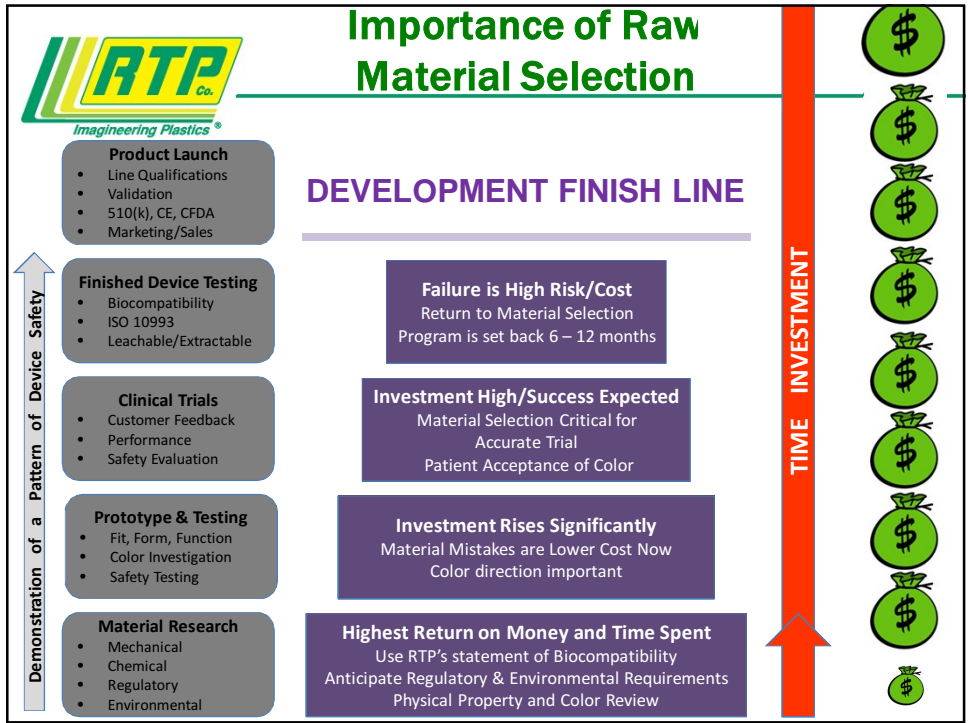 Importance of Raw
Material Selection
RTP
Co.
Imagineering Plastics ®
Product Launch
• Line Qualifications
• Validation
• 510(k), CE, CFDA
• Marketing/Sales
DEVELOPMENT FINISH LINE
Finished Device Testing
• Biocompatibility
• ISO 10993
• Leachable/Extractable
Failure is High Risk/Cost
Return to Material Selection
Program is set back 6 – 12 months
Clinical Trials
• Customer Feedback
• Performance
• Safety Evaluation
Investment High/Success Expected
Material Selection Critical for
Accurate Trial
Patient Acceptance of Color
Prototype & Testing
• Fit, Form, Function
• Color Investigation
• Safety Testing
Investment Rises Significantly
Material Mistakes are Lower Cost Now
Color direction important
Material Research
• Mechanical
• Chemical
• Regulatory
• Environmental
Highest Return on Money and Time Spent
Use RTP's statement of Biocompatibility
Anticipate Regulatory & Environmental Requirements
Physical Property and Color Review
Demonstration of a Pattern of Device Safety
TIME INVESTMENT
$
$
$
$
$
$
$
$
$